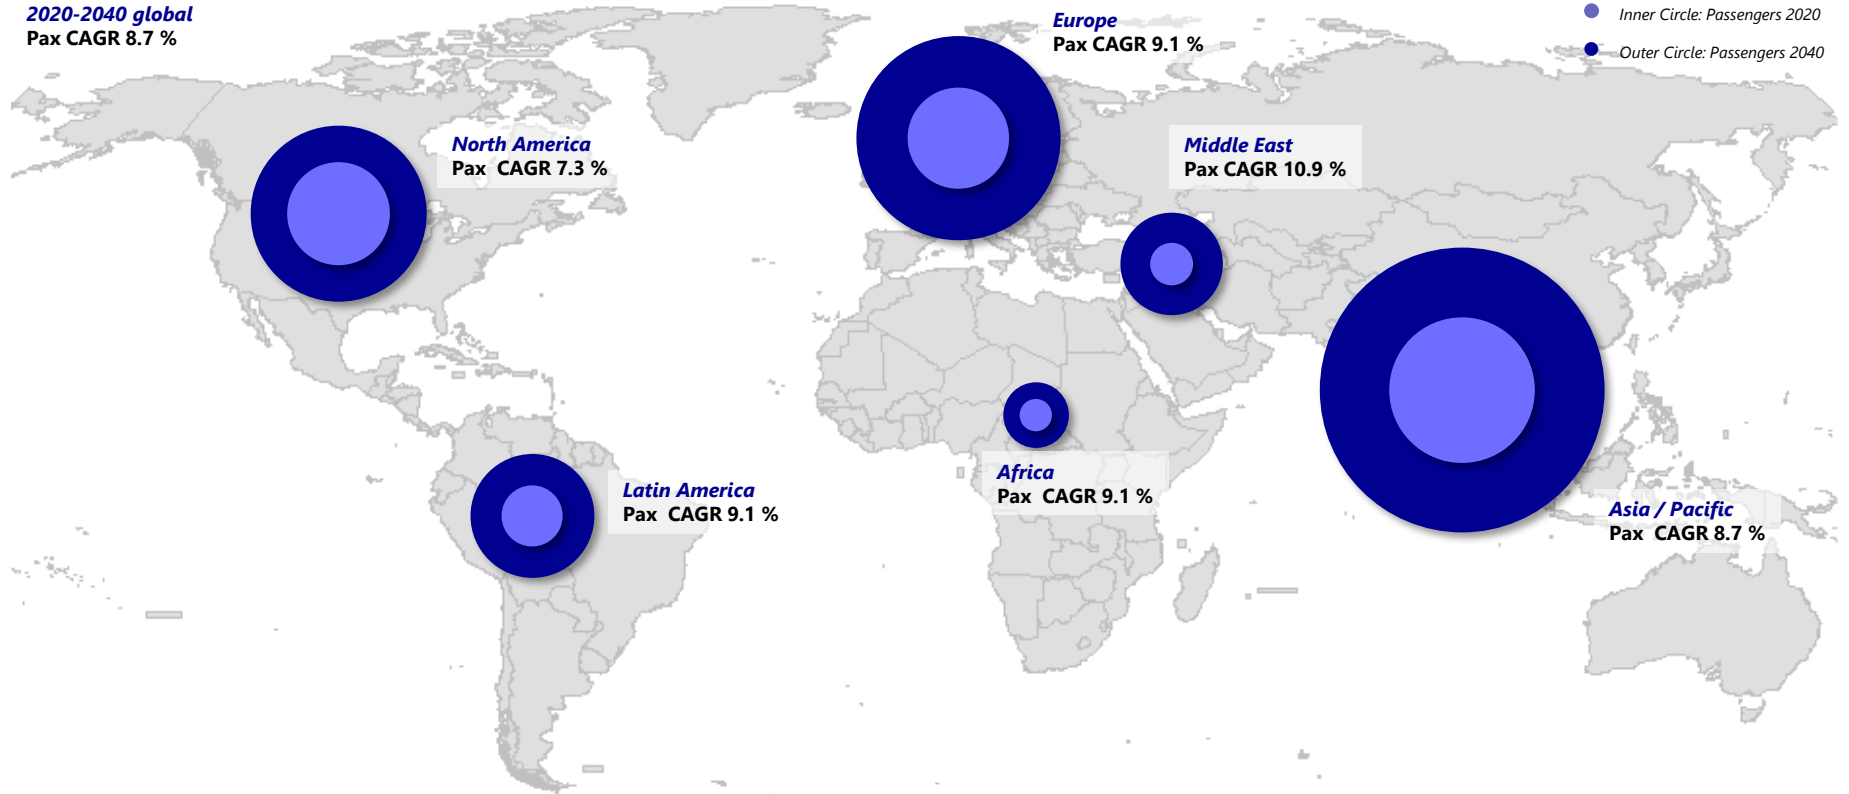 2020-2040 global
Pax CAGR 8.7 %
Europe
Pax CAGR 9.1 %
Inner Circle: Passengers 2020
Outer Circle: Passengers 2040
North America
Pax CAGR 7.3 %
Middle East
Pax CAGR 10.9 %
Latin America
Pax CAGR 9.1 %
Africa
Pax CAGR 9.1 %
Asia / Pacific
Pax CAGR 8.7 %